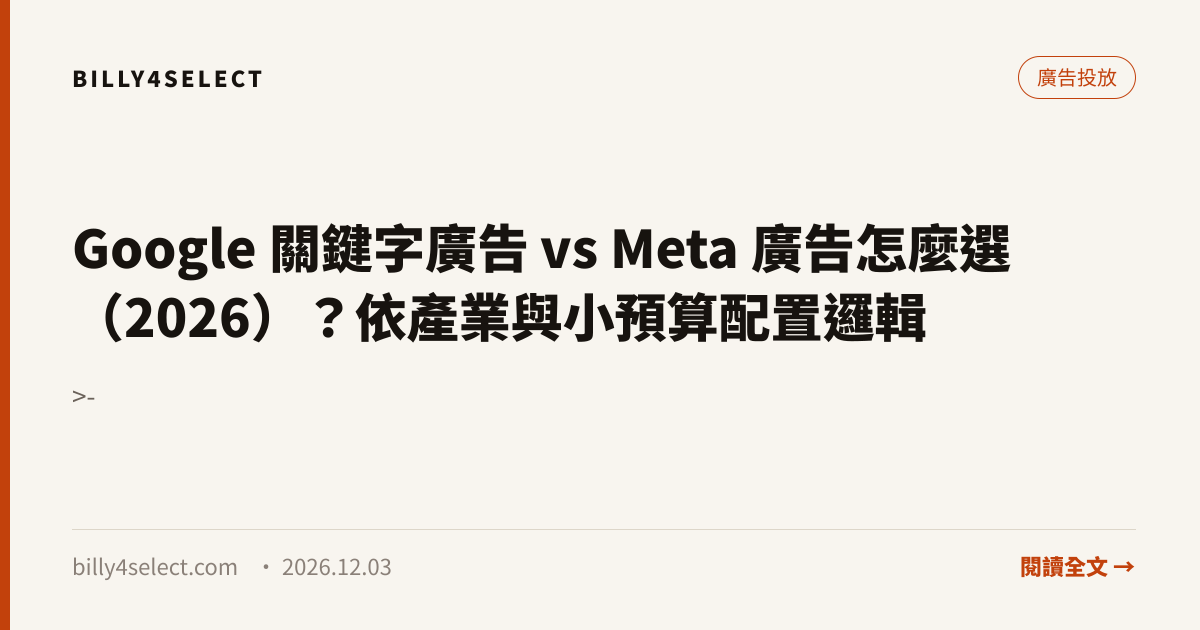 BILLY4SELECT
廣告投放
Google 關鍵字廣告 vs Meta 廣告怎麼選
（2026）？依產業與小預算配置邏輯
>-
billy4select.com • 2026.12.03
閱讀全文 →